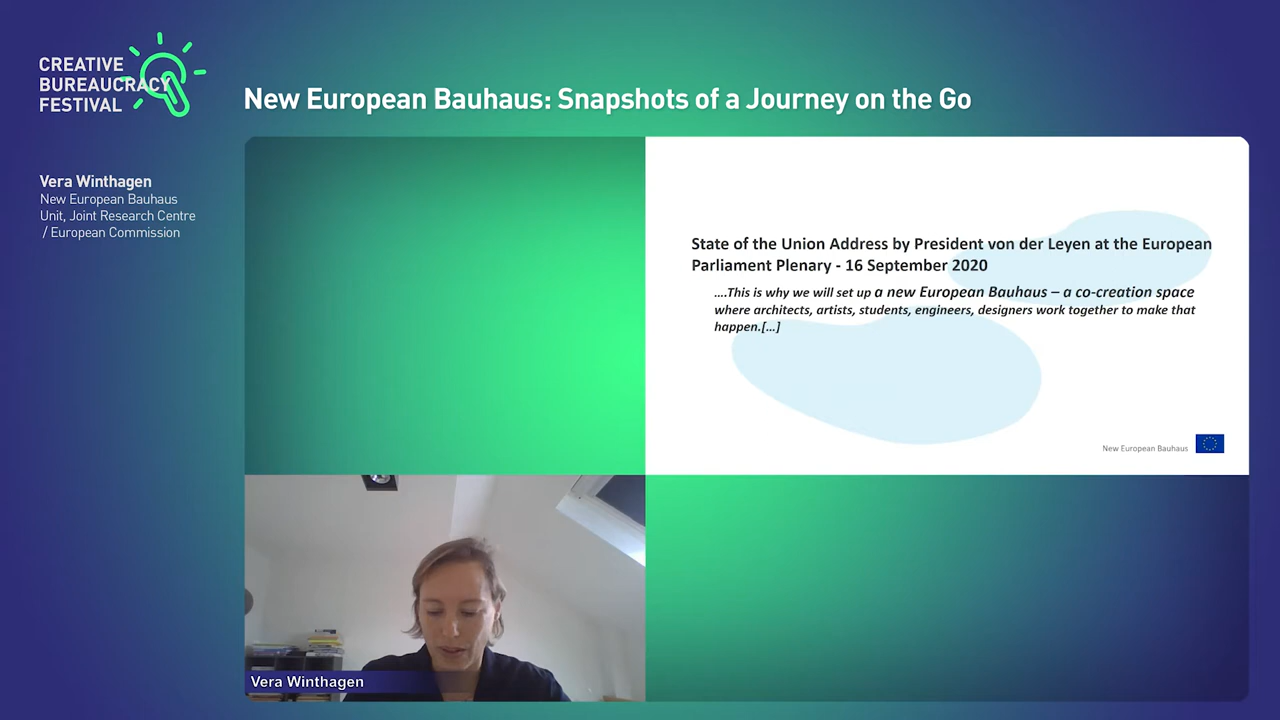 CREATIVE
BUREAUCRACY
FESTIVAL
New European Bauhaus: Snapshots of a Journey on the Go
Vera Winthagen
New European Bauhaus
Unit, Joint Research Centre
/ European Commission
State of the Union Address by President von der Leyen at the European
Parliament Plenary - 16 September 2020
....This is why we will set up a new European Bauhaus – a co-creation space
where architects, artists, students, engineers, designers work together to make that
happen.[...]
New European Bauhaus
Vera Winthagen